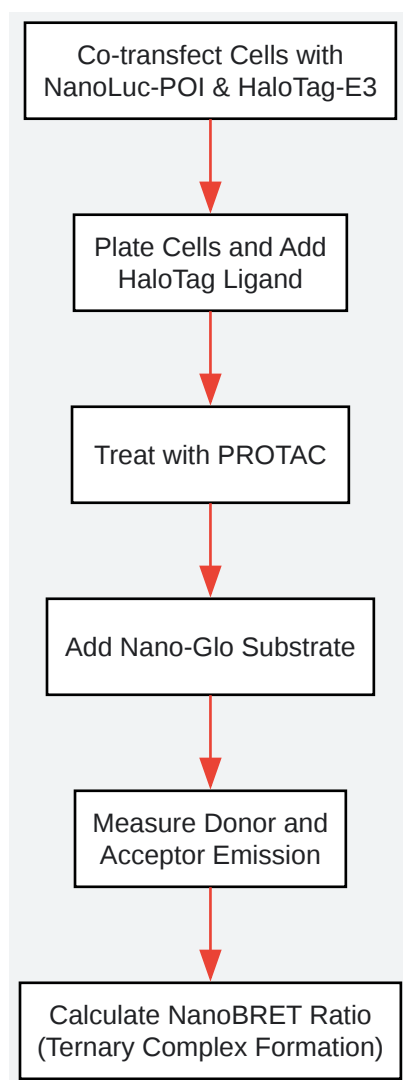 Co-transfect Cells with
NanoLuc-POI & HaloTag-E3
Plate Cells and Add
HaloTag Ligand
Treat with PROTAC
Add Nano-Glo Substrate
Measure Donor and
Acceptor Emission
Calculate NanoBRET Ratio
(Ternary Complex Formation)